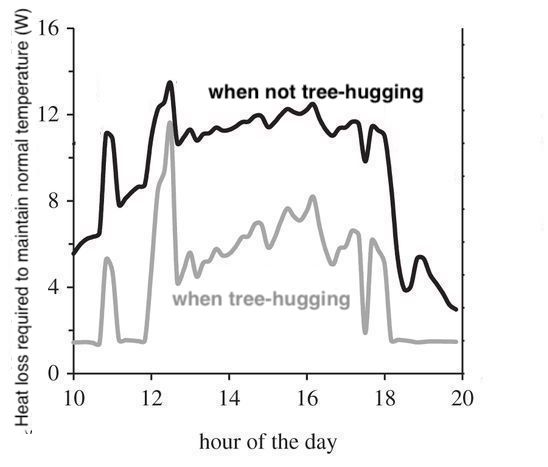 Heat loss required to maintain normal temperature (W)
16
12
8
4
0
when not tree-hugging
when tree-hugging
10 12 14 16 18 20
hour of the day